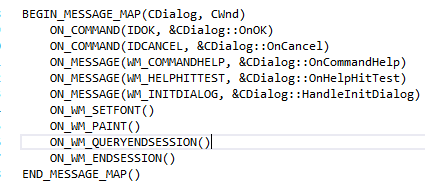 BEGIN_MESSAGE_MAP(CDialog, CWnd)
ON_COMMAND(IDOK, &CDialog::OnOK)
ON_COMMAND(IDCANCEL, &CDialog::OnCancel)
ON_MESSAGE(WM_COMMANDHELP, &CDialog::OnCommandHelp)
ON_MESSAGE(WM_HELPHITTEST, &CDialog::OnHelpHitTest)
ON_MESSAGE(WM_INITDIALOG, &CDialog::HandleInitDialog)
ON_WM_SETFONT()
ON_WM_PAINT()
ON_WM_QUERYENDSESSION()
ON_WM_ENDSESSION()
END_MESSAGE_MAP()